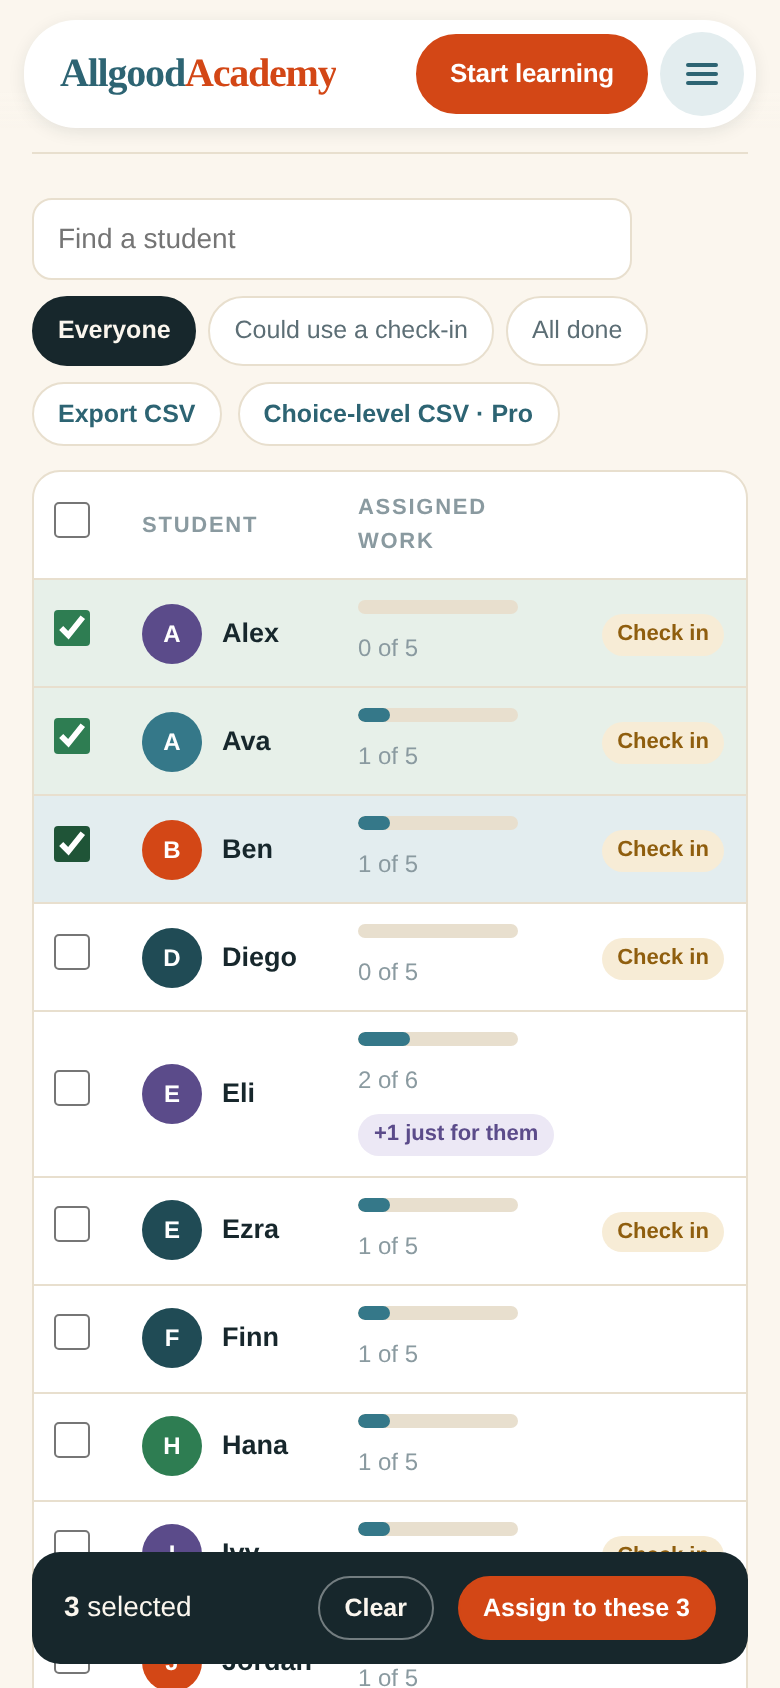 AllgoodAcademy
Start learning
Find a student
Everyone
Could use a check-in
All done
Export CSV
Choice-level CSV · Pro
STUDENT
ASSIGNED
WORK
A
Alex
0 of 5
Check in
A
Ava
1 of 5
Check in
B
Ben
1 of 5
Check in
D
Diego
0 of 5
Check in
E
Eli
2 of 6
+1 just for them
E
Ezra
1 of 5
Check in
F
Finn
1 of 5
H
Hana
1 of 5
Ivy
Check in
3 selected
Clear
Assign to these 3
Jordan
1 of 5